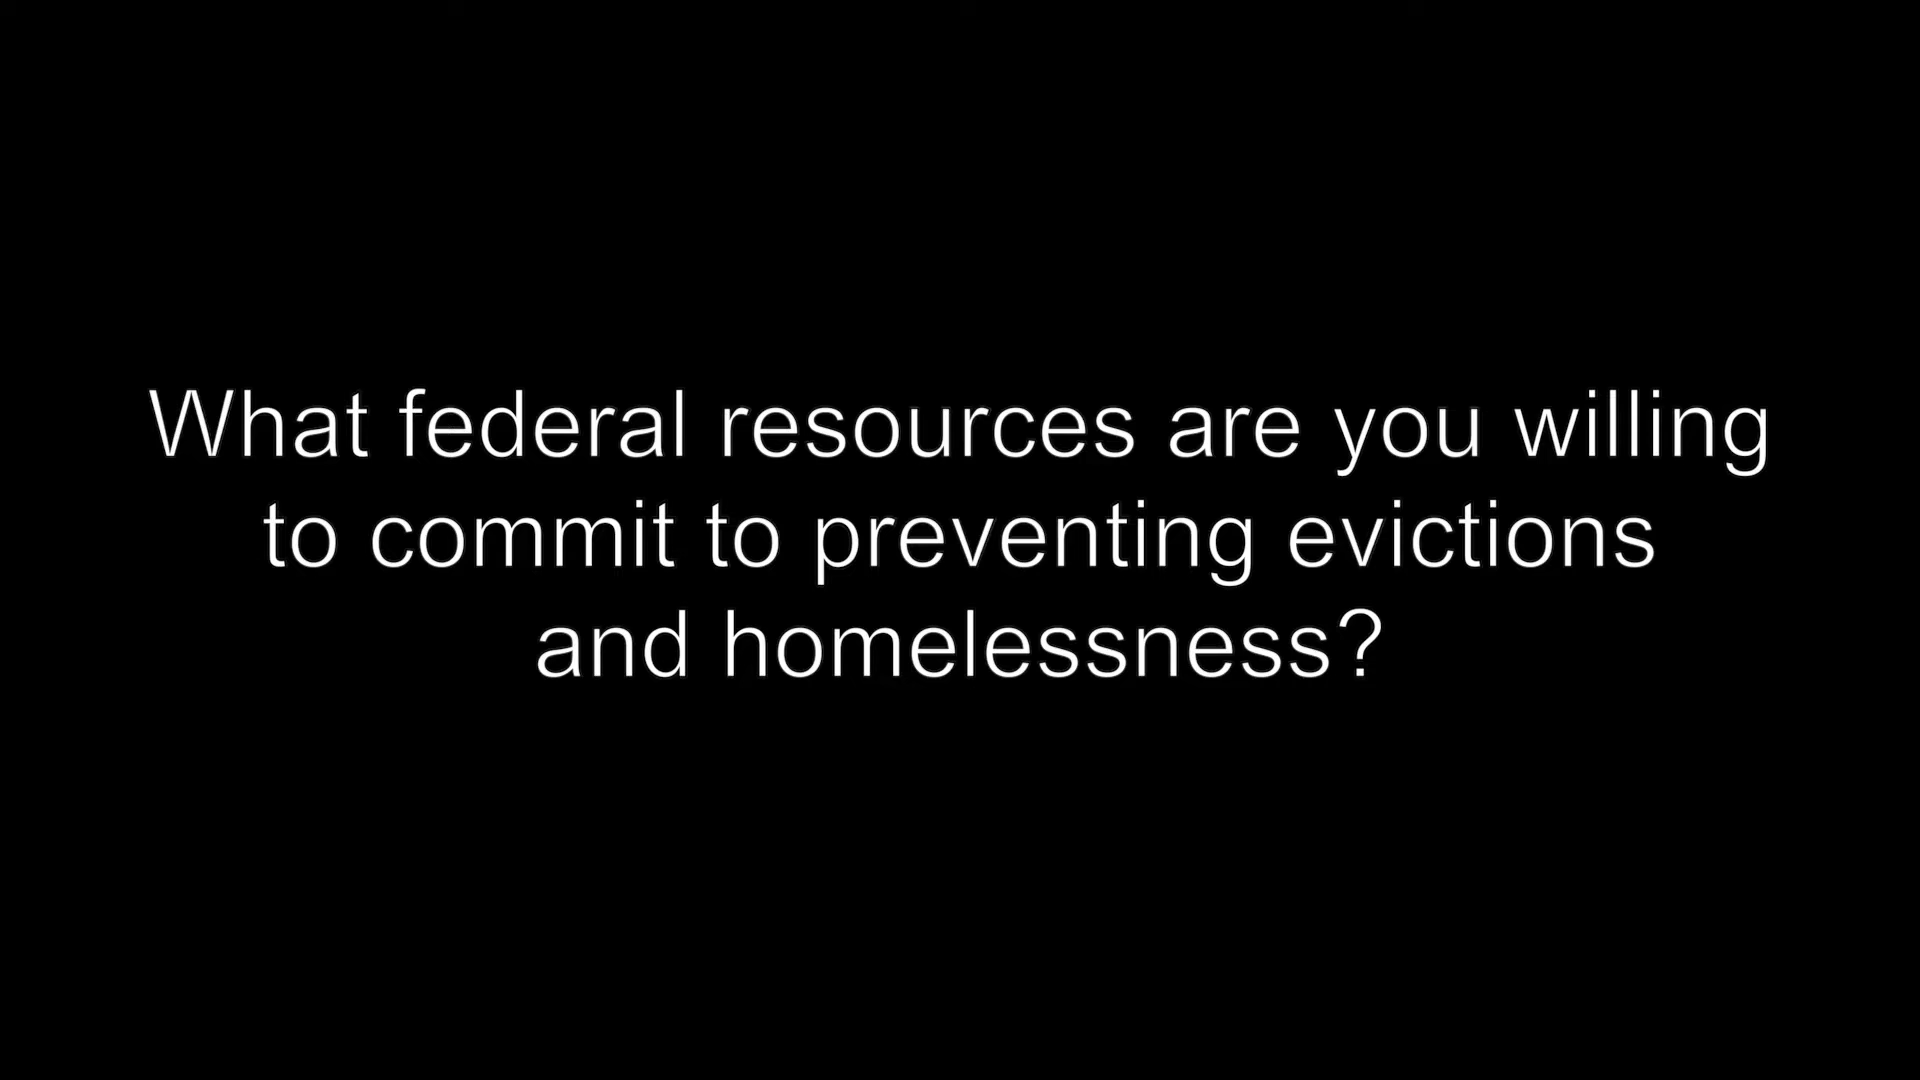 What federal resources are you willing
to commit to preventing evictions
and homelessness?